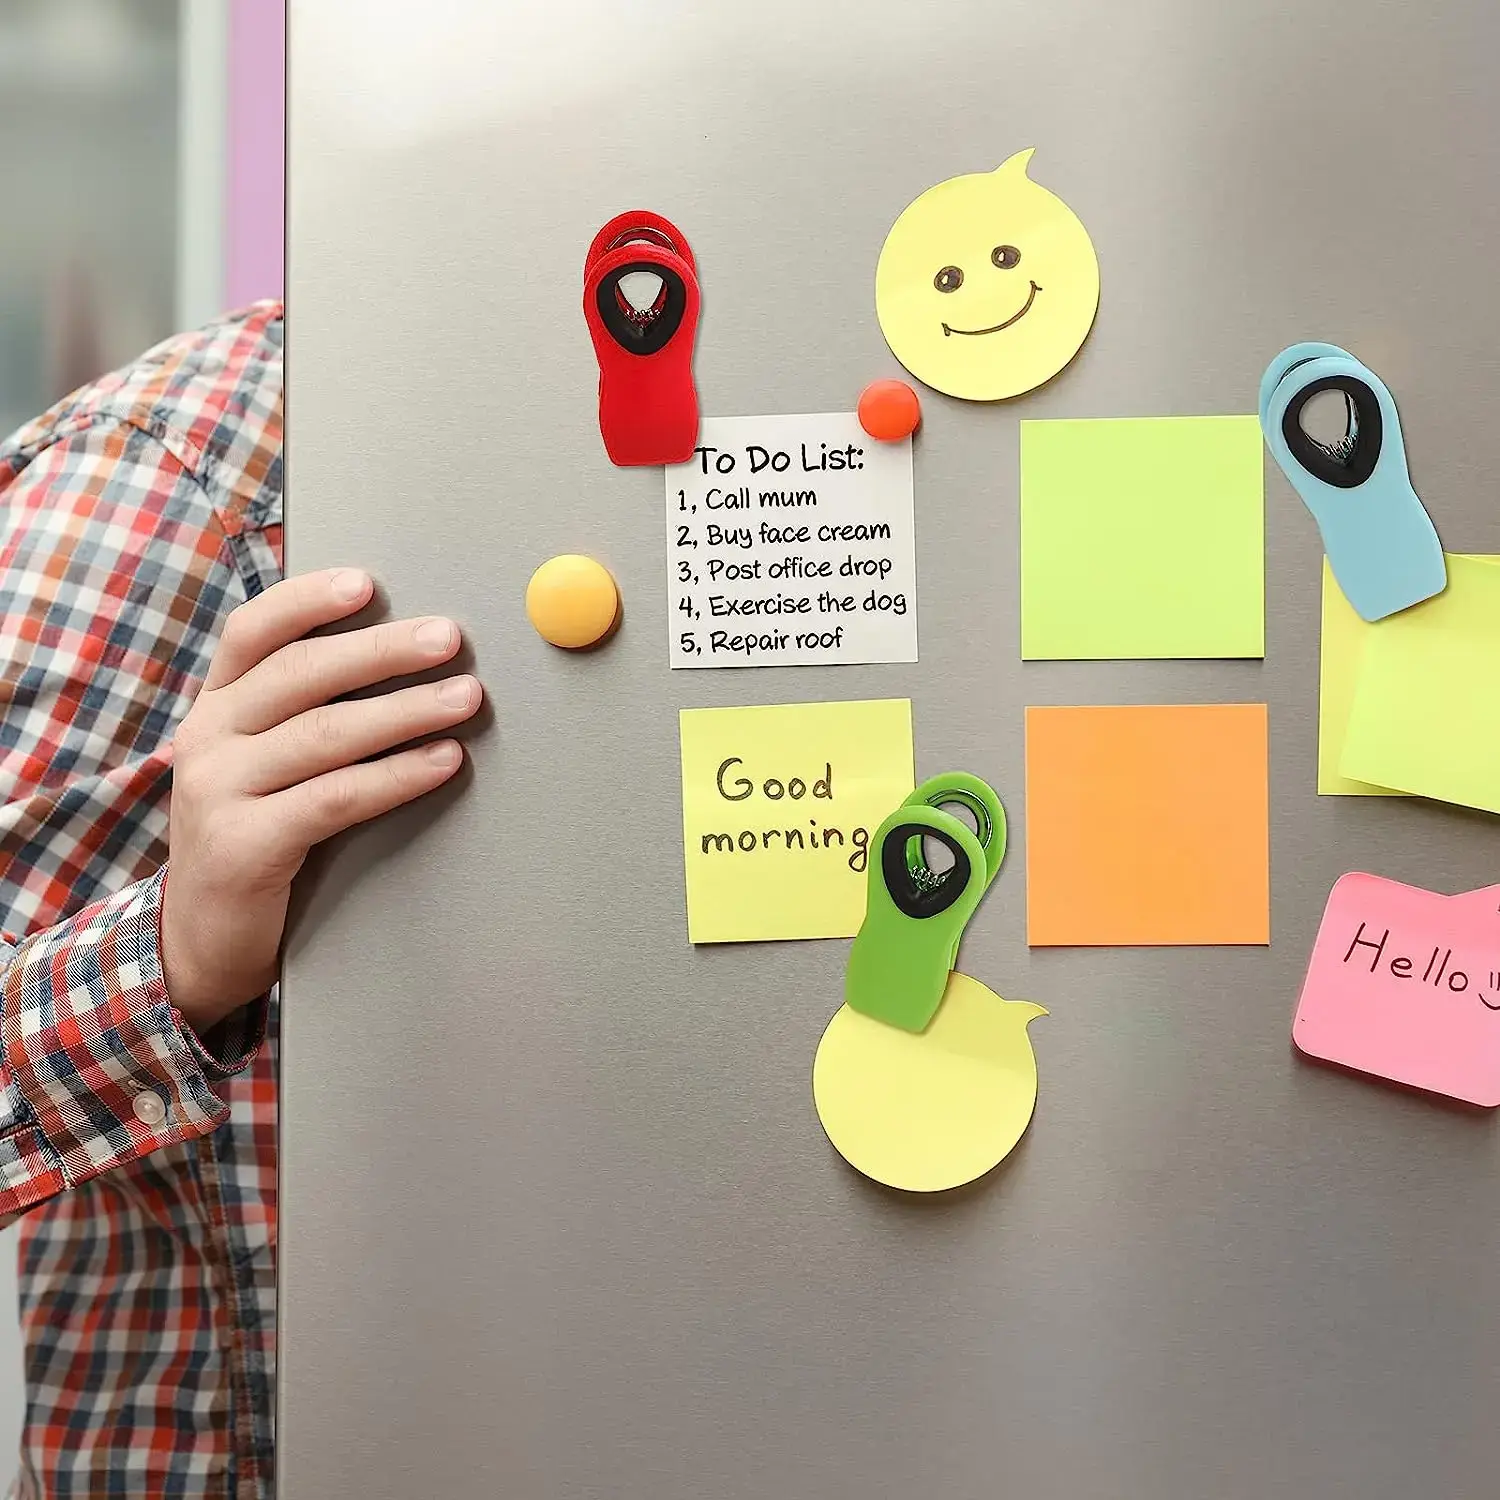 To Do List:
1, Call mum
2, Buy face cream
3, Post office drop
4, Exercise the dog
5, Repair roof
Good
morning
Hello